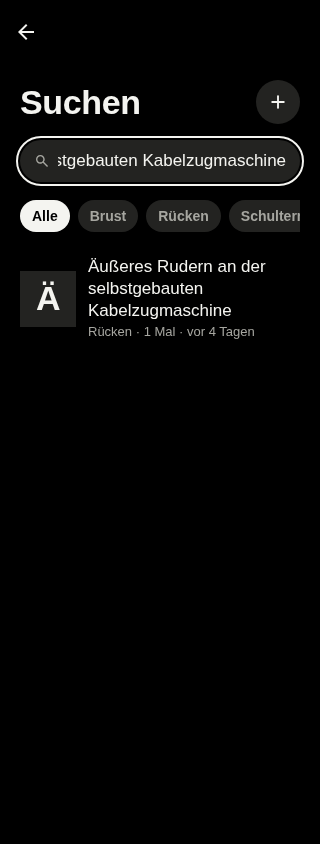 Suchen
stgebauten Kabelzugmaschine
Alle
Brust
Rücken
Schultern
Ä
Äußeres Rudern an der
selbstgebauten
Kabelzugmaschine
Rücken · 1 Mal · vor 4 Tagen